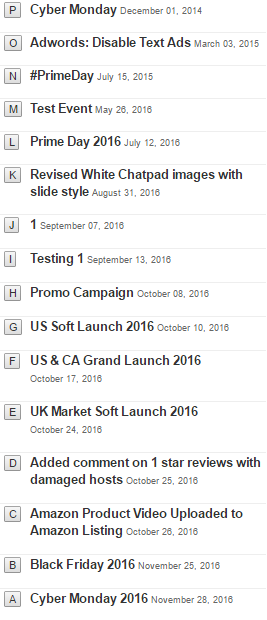 P Cyber Monday December 01, 2014
O Adwords: Disable Text Ads March 03, 2015
N #PrimeDay July 15, 2015
M Test Event May 26, 2016
L Prime Day 2016 July 12, 2016
K Revised White Chatpad images with
slide style August 31, 2016
J 1 September 07, 2016
I Testing 1 September 13, 2016
H Promo Campaign October 08, 2016
G US Soft Launch 2016 October 10, 2016
F US & CA Grand Launch 2016
October 17, 2016
E UK Market Soft Launch 2016
October 24, 2016
D Added comment on 1 star reviews with
damaged hosts October 25, 2016
C Amazon Product Video Uploaded to
Amazon Listing October 26, 2016
B Black Friday 2016 November 25, 2016
A Cyber Monday 2016 November 28, 2016